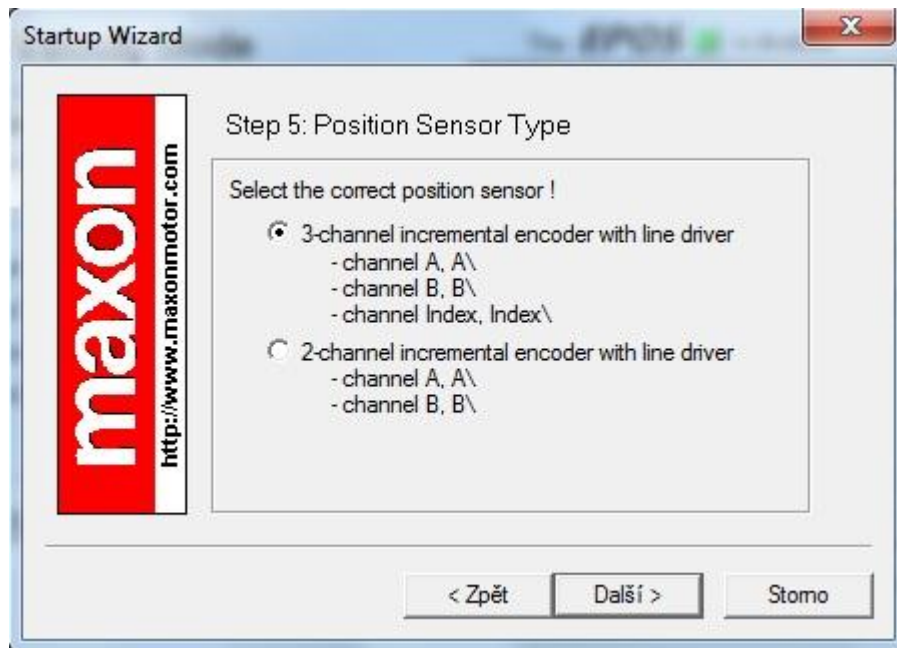 Startup Wizard
EPOS
Step 5: Position Sensor Type
maxon
http://www.maxonmotor.com
Select the correct position sensor !
3-channel incremental encoder with line driver
- channel A, A\
- channel B, B\
- channel Index, Index\
2-channel incremental encoder with line driver
- channel A, A\
- channel B, B\
< Zpět
Další >
Storno